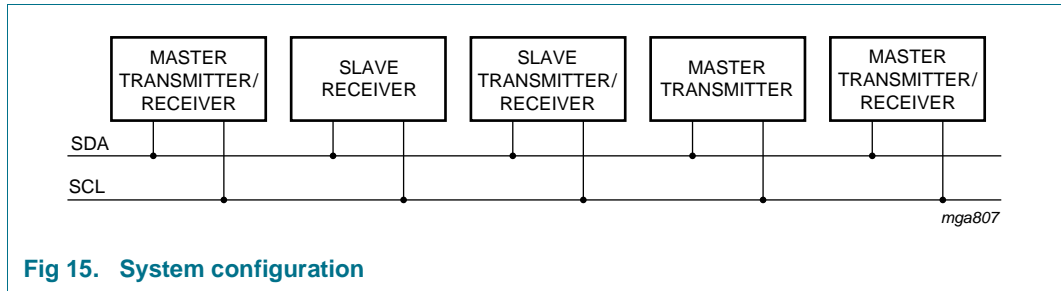 MASTER
TRANSMITTER/
RECEIVER
SLAVE
RECEIVER
SLAVE
TRANSMITTER/
RECEIVER
MASTER
TRANSMITTER
MASTER
TRANSMITTER/
RECEIVER
SDA
SCL
mga807
Fig 15. System configuration